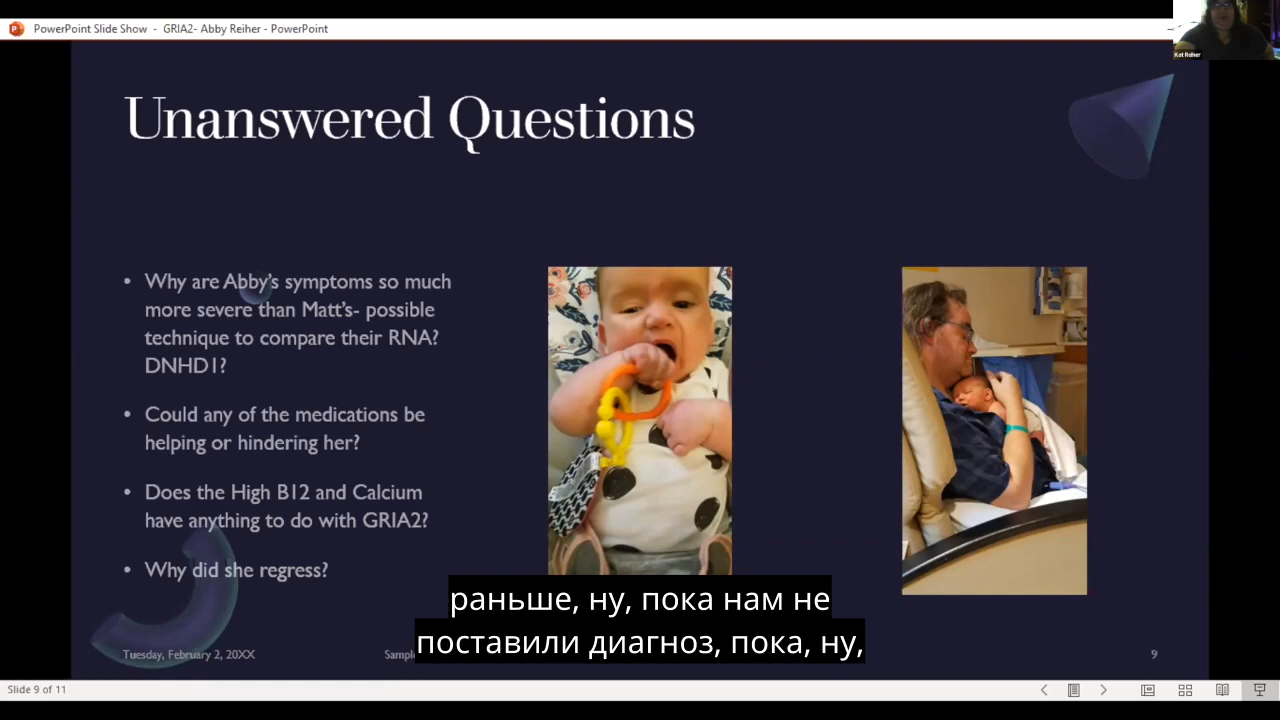 PowerPoint Slide Show - GRIA2- Abby Reiher - PowerPoint
Kat Reiher
Unanswered Questions
• Why are Abby's symptoms so much
more severe than Matt's- possible
technique to compare their RNA?
DNHD1?
• Could any of the medications be
helping or hindering her?
• Does the High B12 and Calcium
have anything to do with GRIA2?
• Why did she regress?
раньше, ну, пока нам не
поставили диагноз, пока, ну,
Tuesday, February 2, 20XX
Sampl
9
Slide 9 of 11